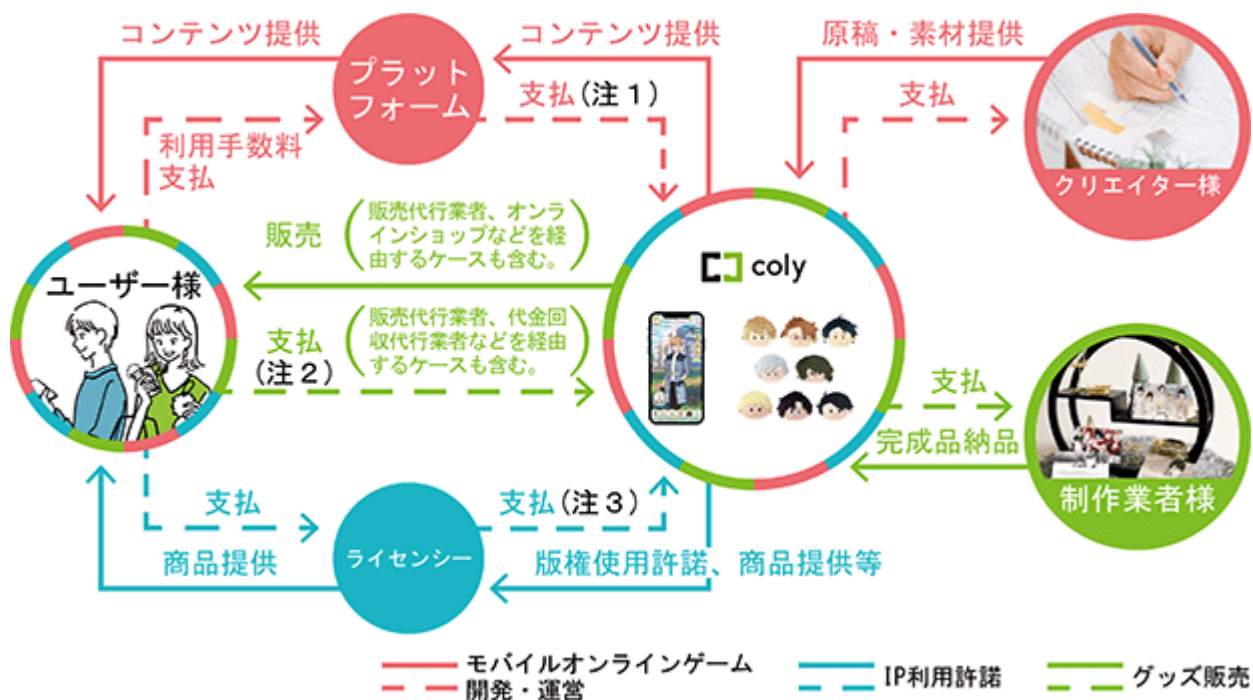 コンテンツ提供
プラット
フォーム
コンテンツ提供
支払(注1)
利用手数料
支払
原稿・素材提供
支払
クリエイター様
販売
販売代行業者、オンラ
インショップなどを経
由するケースも含む。
ユーザー様
支払
(注2)
販売代行業者、代金回
収代行業者などを経由
するケースも含む。
coly
支払
完成品納品
制作業者様
支払
商品提供
ライセンシー
支払(注3)
版権使用許諾、商品提供等
モバイルオンラインゲーム
開発・運営
IP利用許諾
グッズ販売